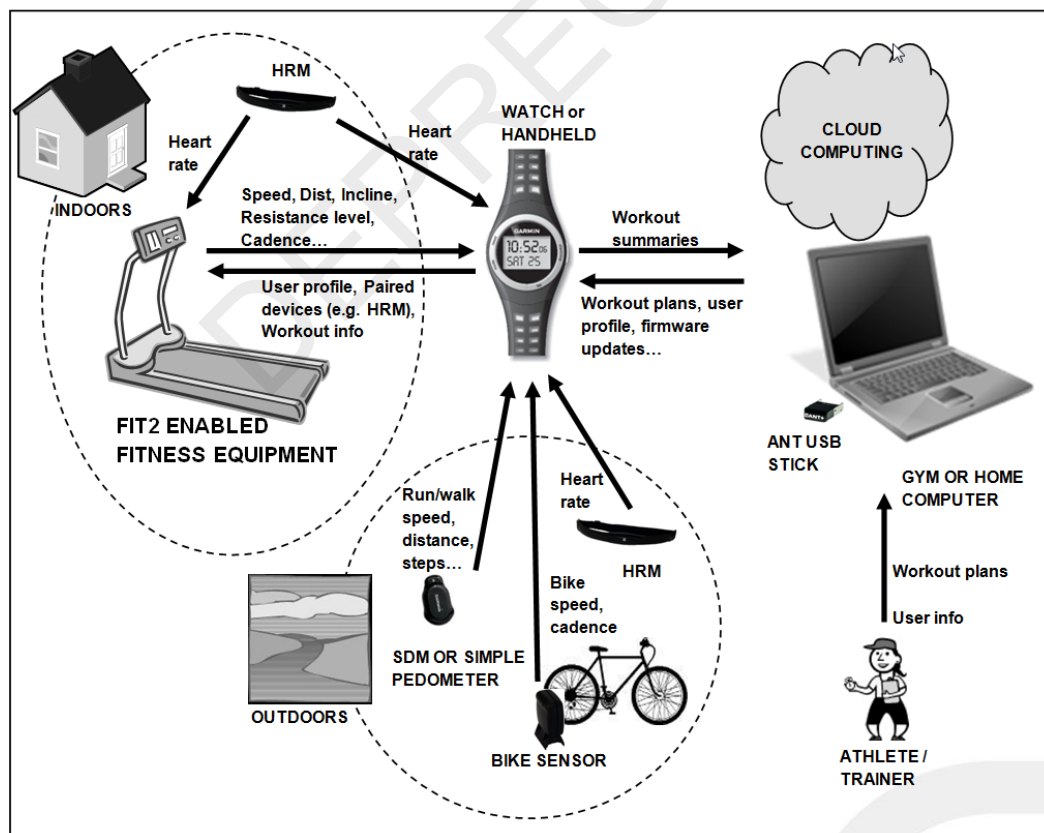 DEPREC
HRM
WATCH or
HANDHELD
CLOUD
COMPUTING
Heart
rate
Heart
rate
INDOORS
Speed, Dist, Incline,
Resistance level,
Cadence…
GARMIN
10:52 06
SAT 25
Workout
summaries
User profile, Paired
devices (e.g. HRM),
Workout info
Workout plans, user
profile, firmware
updates…
FIT2 ENABLED
FITNESS EQUIPMENT
ANT USB
STICK
GYM OR HOME
COMPUTER
Run/walk
speed,
distance,
steps…
Heart
rate
HRM
Bike
speed,
cadence
Workout plans
User info
SDM OR SIMPLE
PEDOMETER
OUTDOORS
BIKE SENSOR
ATHLETE /
TRAINER